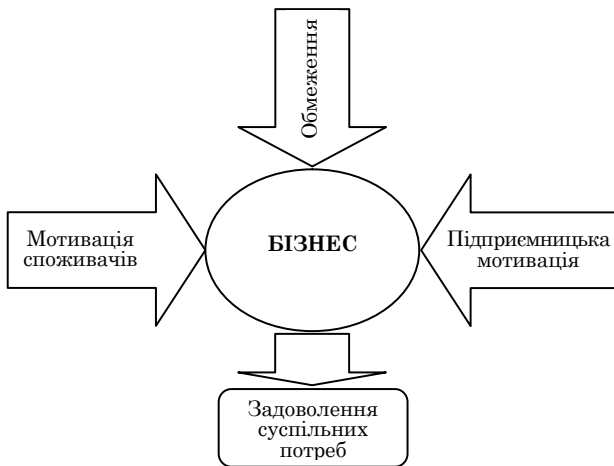 Обмеження
Мотивація
споживачів
БІЗНЕС
Підприємницька
мотивація
Задоволення
суспільних
потреб